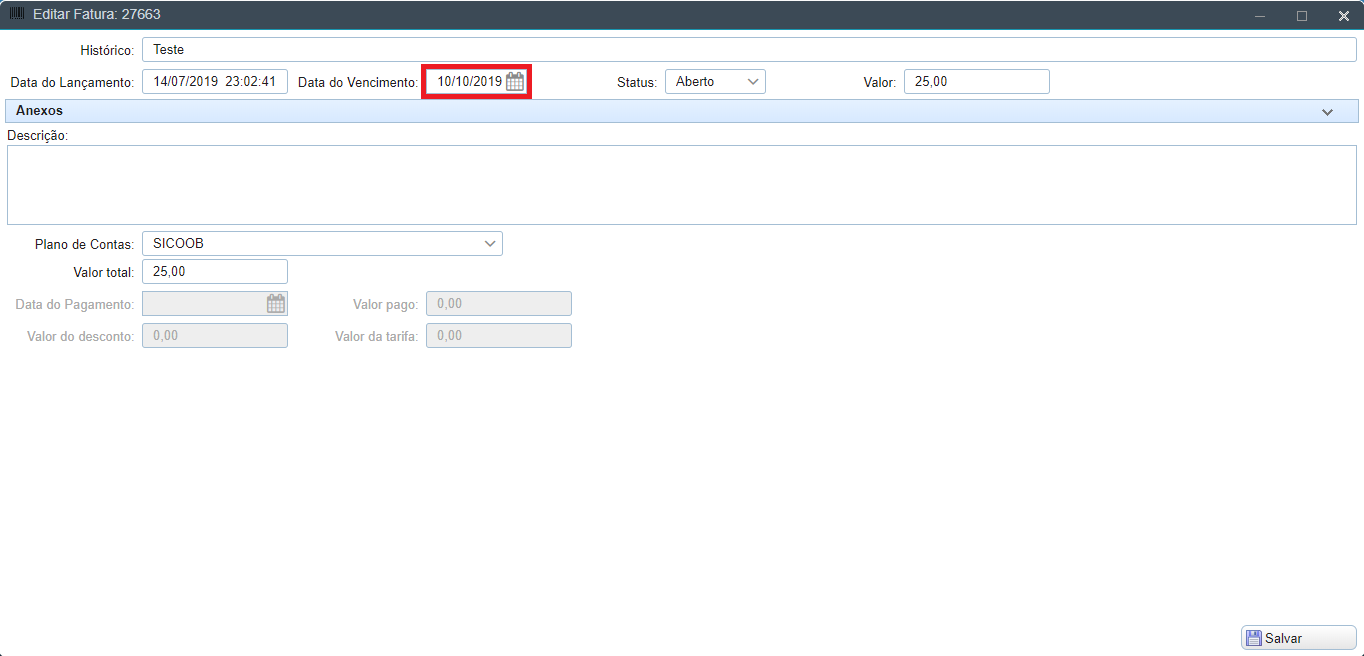 Editar Fatura: 27663
Histórico: Teste
Data do Lançamento: 14/07/2019 23:02:41 Data do Vencimento: 10/10/2019 Status: Aberto Valor: 25,00
Anexos
Descrição:
Plano de Contas: SICOOB
Valor total: 25,00
Data do Pagamento: Valor pago: 0,00
Valor do desconto: 0,00 Valor da tarifa: 0,00
Salvar